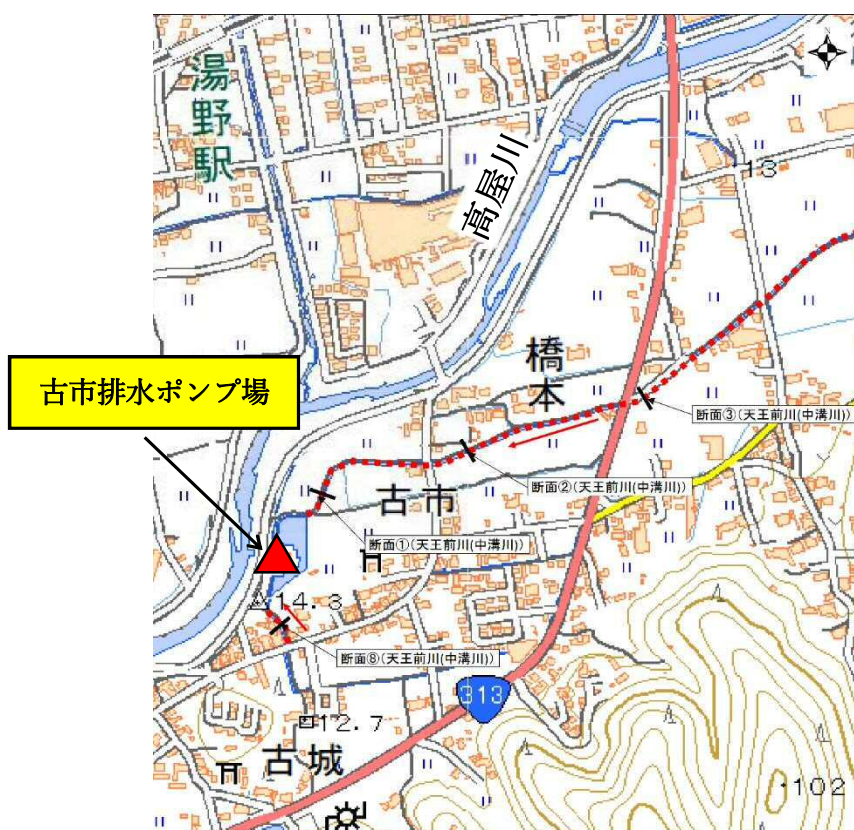 湯野駅
高屋川
13
橋本
古市排水ポンプ場
断面③(天王前川(中溝川))
断面②(天王前川(中溝川))
古市
断面①(天王前川(中溝川))
14.3
断面⑧(天王前川(中溝川))
313
12.7
古城
102